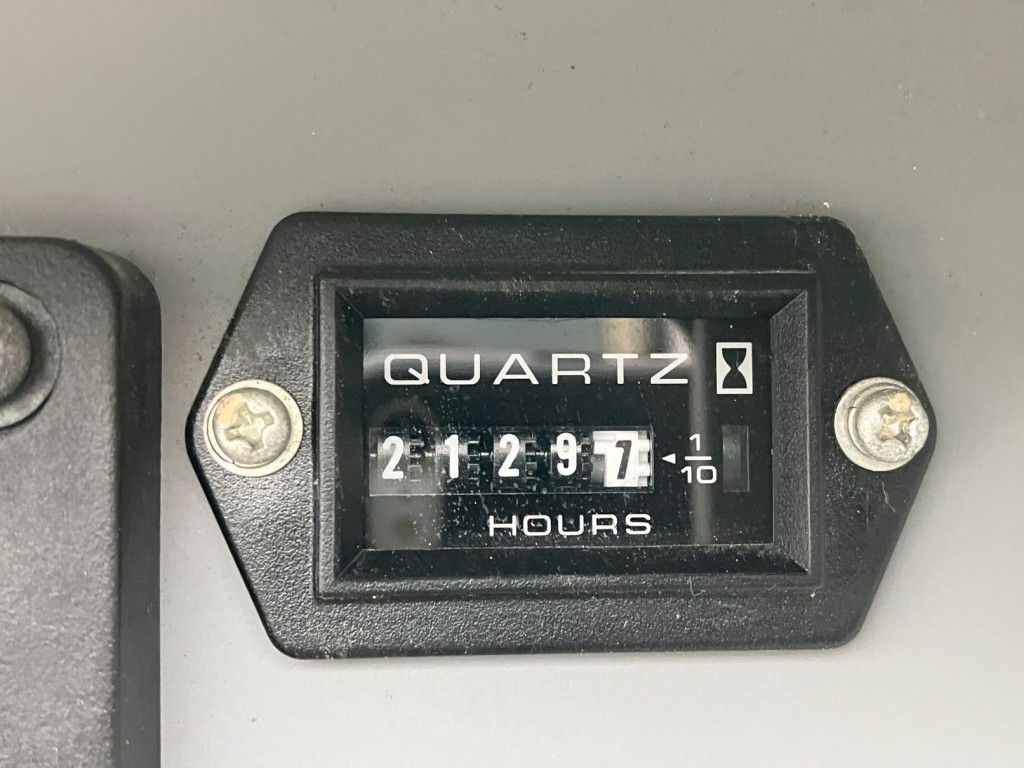 QUARTZ
21297 ◄ 1/10
HOURS